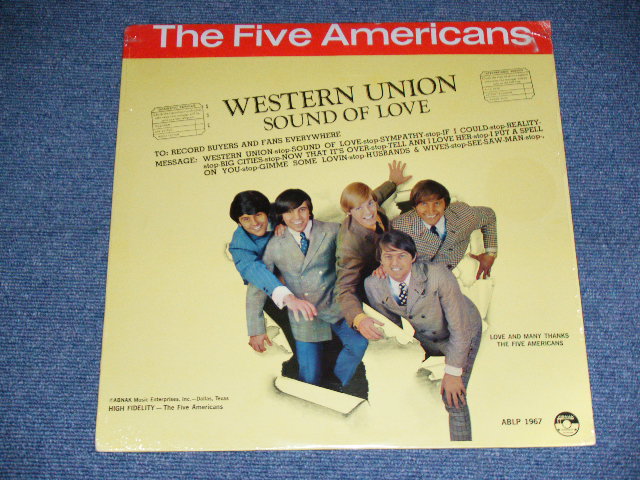 The Five Americans
WESTERN UNION
SOUND OF LOVE
TO: RECORD BUYERS AND FANS EVERYWHERE
MESSAGE: WESTERN UNION-stop-SOUND OF LOVE-stop-SYMPATHY-stop-IF I COULD-stop-REALITY-
stop-BIG CITIES-stop-NOW THAT IT'S OVER-stop-TELL ANN I LOVE HER-stop-I PUT A SPELL
ON YOU-stop-GIMME SOME LOVIN-stop-HUSBANDS & WIVES-stop-SEE-SAW-MAN-stop-.
LOVE AND MANY THANKS
THE FIVE AMERICANS
©ABNAK Music Enterprises, Inc.—Dallas, Texas
HIGH FIDELITY — The Five Americans
ABLP 1967
ABNAK